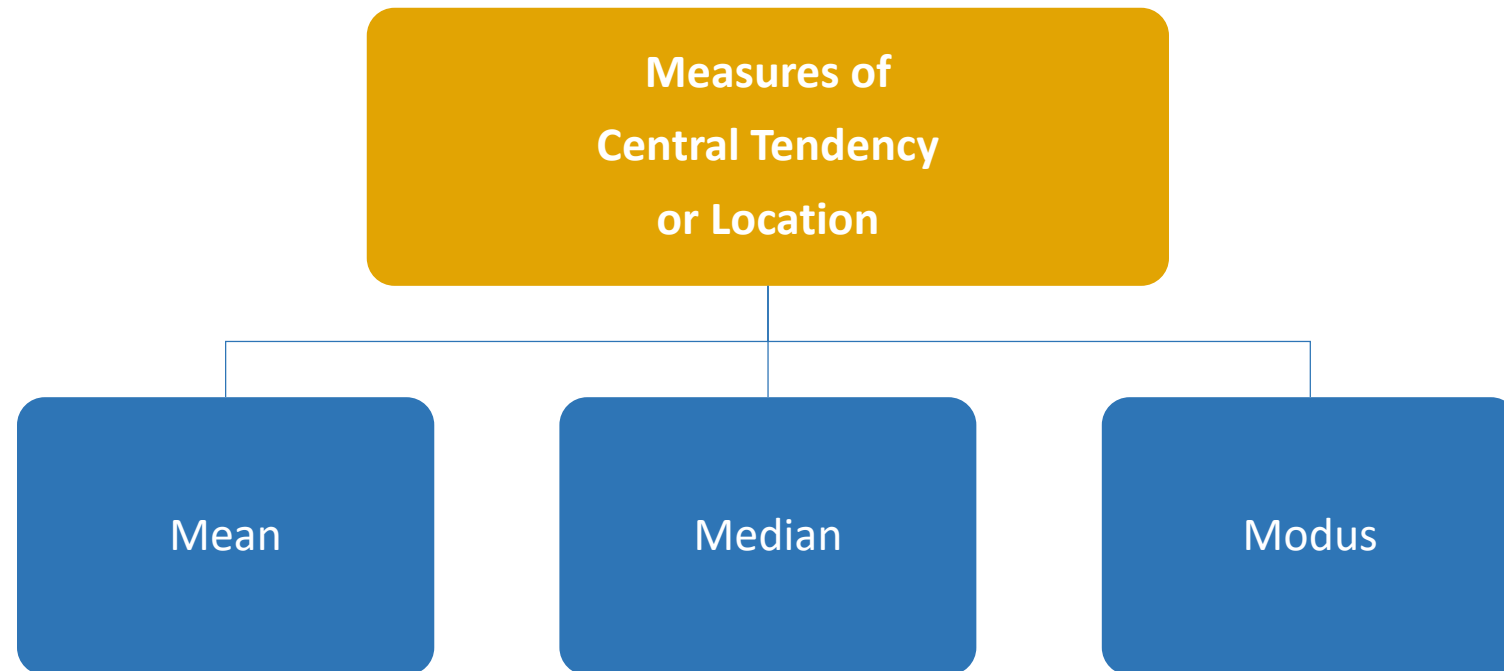 Measures of
Central Tendency
or Location
Mean
Median
Modus